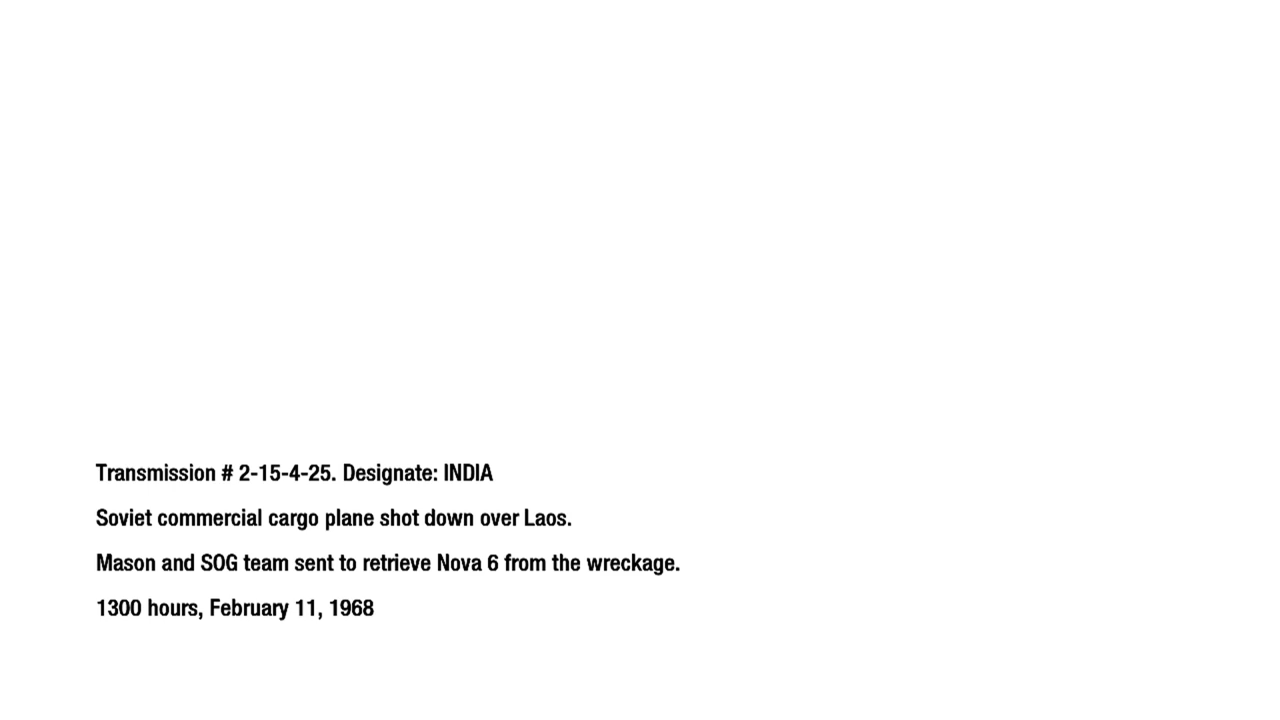 Transmission # 2-15-4-25. Designate: INDIA
Soviet commercial cargo plane shot down over Laos.
Mason and SOG team sent to retrieve Nova 6 from the wreckage.
1300 hours, February 11, 1968